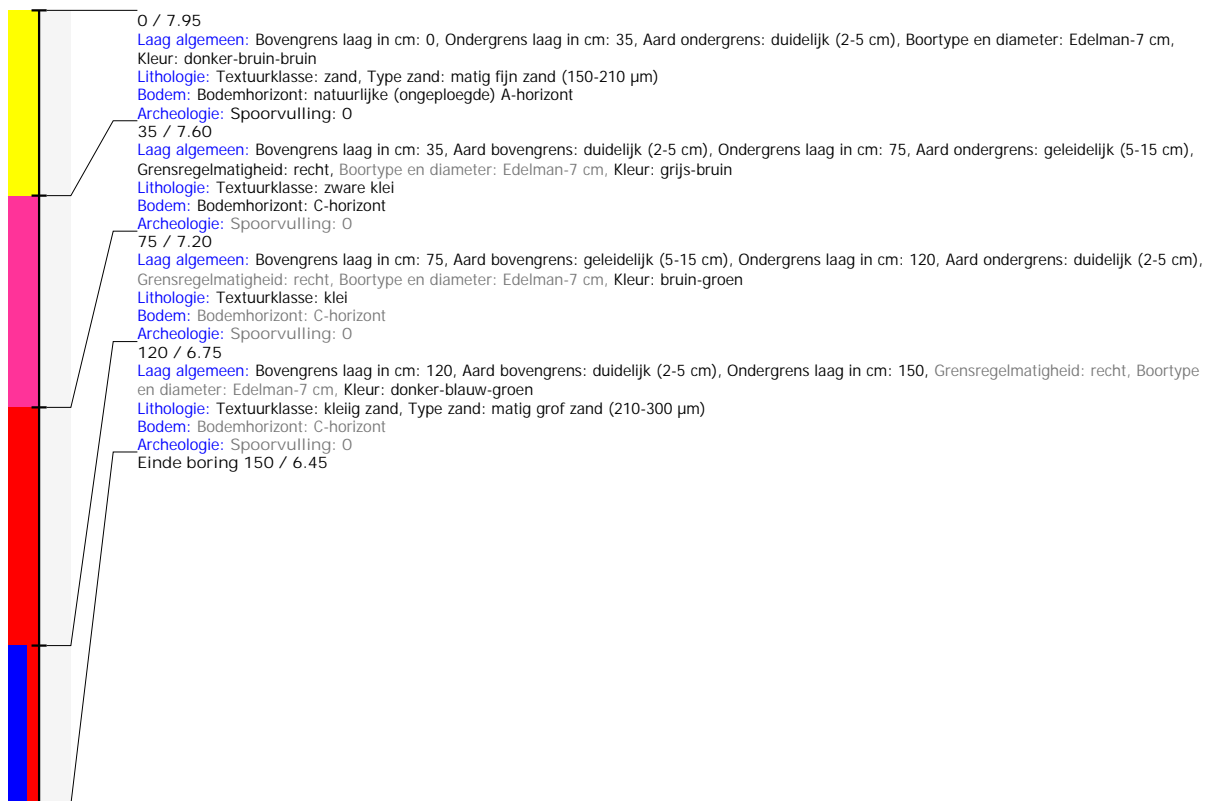 0 / 7.95
Laag algemeen: Bovengrens laag in cm: 0, Ondergrens laag in cm: 35, Aard ondergrens: duidelijk (2-5 cm), Boortype en diameter: Edelman-7 cm,
Kleur: donker-bruin-bruin
Lithologie: Textuurklasse: zand, Type zand: matig fijn zand (150-210 µm)
Bodem: Bodemhorizont: natuurlijke (ongeploegde) A-horizont
Archeologie: Spoorvulling: 0
35 / 7.60
Laag algemeen: Bovengrens laag in cm: 35, Aard bovengrens: duidelijk (2-5 cm), Ondergrens laag in cm: 75, Aard ondergrens: geleidelijk (5-15 cm),
Grensregelmatigheid: recht, Boortype en diameter: Edelman-7 cm, Kleur: grijs-bruin
Lithologie: Textuurklasse: zware klei
Bodem: Bodemhorizont: C-horizont
Archeologie: Spoorvulling: 0
75 / 7.20
Laag algemeen: Bovengrens laag in cm: 75, Aard bovengrens: geleidelijk (5-15 cm), Ondergrens laag in cm: 120, Aard ondergrens: duidelijk (2-5 cm),
Grensregelmatigheid: recht, Boortype en diameter: Edelman-7 cm, Kleur: bruin-groen
Lithologie: Textuurklasse: klei
Bodem: Bodemhorizont: C-horizont
Archeologie: Spoorvulling: 0
120 / 6.75
Laag algemeen: Bovengrens laag in cm: 120, Aard bovengrens: duidelijk (2-5 cm), Ondergrens laag in cm: 150, Grensregelmatigheid: recht, Boortype
en diameter: Edelman-7 cm, Kleur: donker-blauw-groen
Lithologie: Textuurklasse: kleiig zand, Type zand: matig grof zand (210-300 µm)
Bodem: Bodemhorizont: C-horizont
Archeologie: Spoorvulling: 0
Einde boring 150 / 6.45